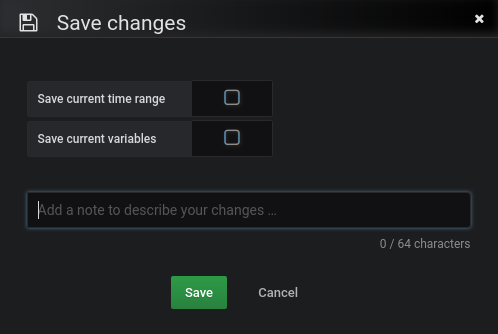 Save changes
Save current time range
Save current variables
Add a note to describe your changes ...
0 / 64 characters
Save Cancel